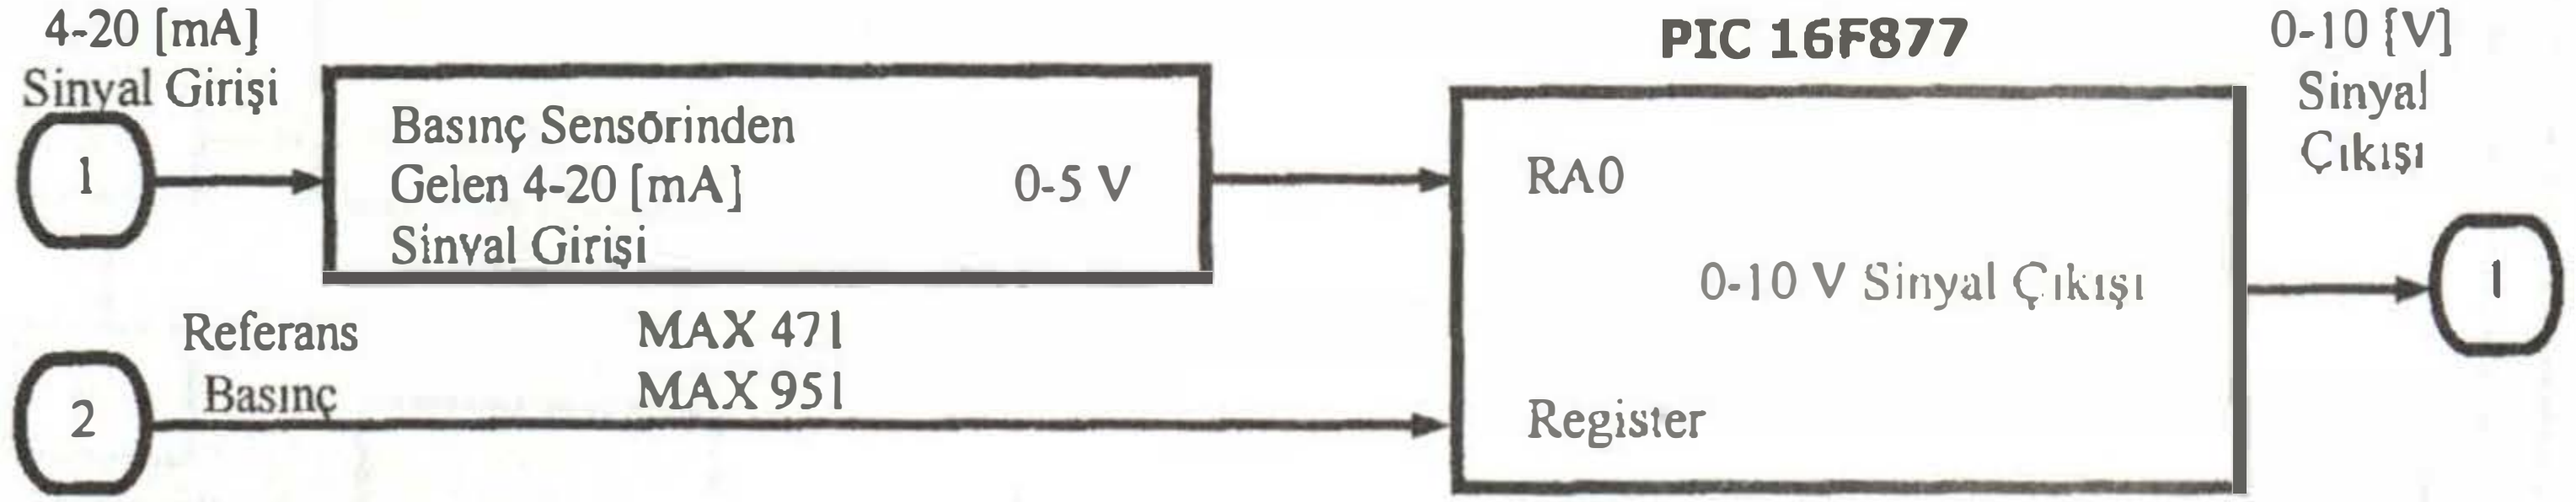 4-20 [mA]
Sinyal Girişi
1
Basınç Sensörinden
Gelen 4-20 [mA]
Sinyal Girişi
0-5 V
PIC 16F877
RA0
0-10 V Sinyal Çıkışı
Register
0-10 [V]
Sinyal
Çıkışı
1
Referans
Basınç
2
MAX 471
MAX 951